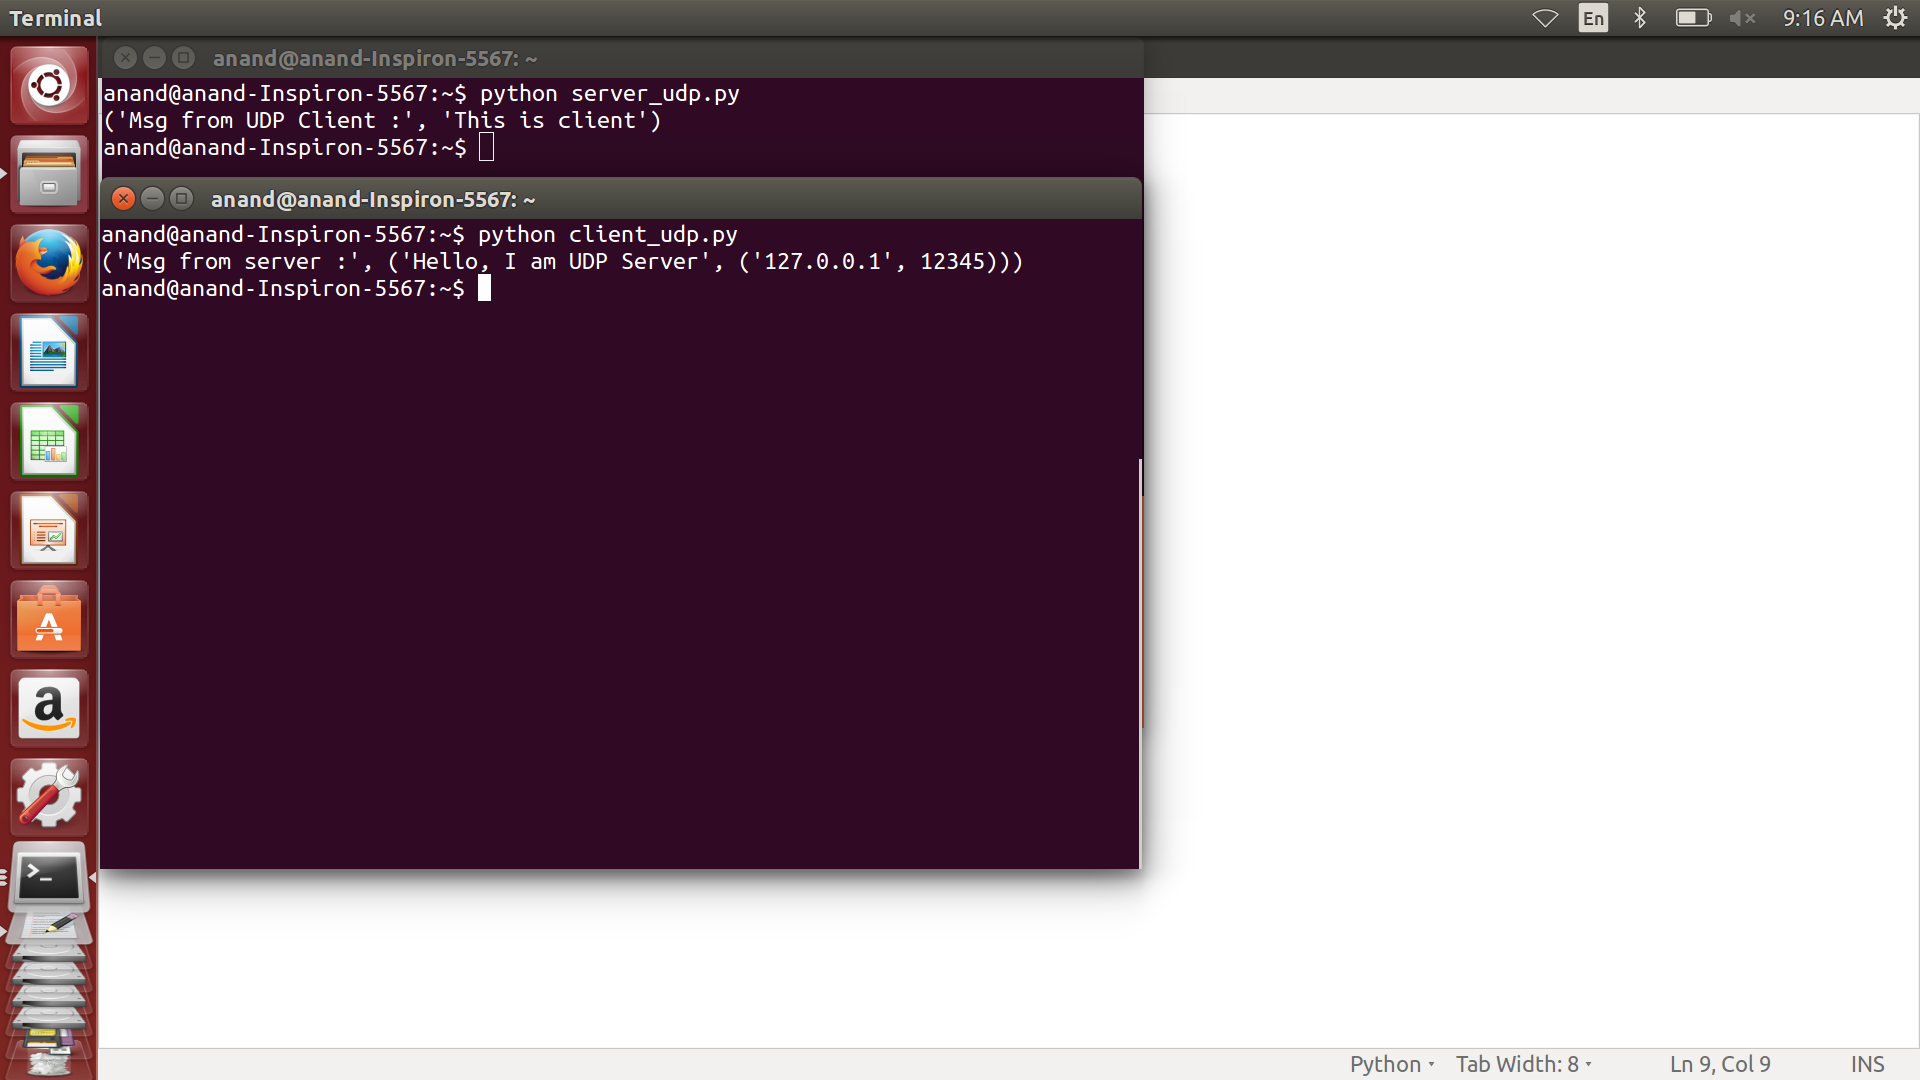 Terminal
En
9:16 AM
anand@anand-Inspiron-5567: ~
anand@anand-Inspiron-5567:~$ python server_udp.py
('Msg from UDP Client :', 'This is client')
anand@anand-Inspiron-5567:~$
anand@anand-Inspiron-5567: ~
anand@anand-Inspiron-5567:~$ python client_udp.py
('Msg from server :', ('Hello, I am UDP Server', ('127.0.0.1', 12345)))
anand@anand-Inspiron-5567:~$
Python
Tab Width: 8
Ln 9, Col 9
INS